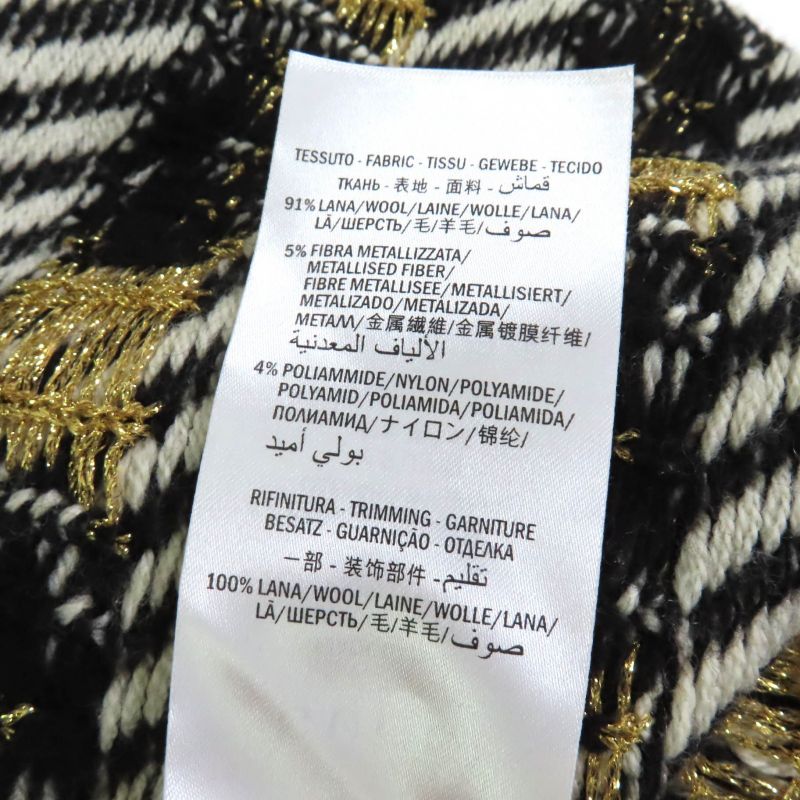 TESSUTO - FABRIC - TISSU - GEWEBE - TECIDO
ТКАНЬ - 表地 - 面料 - قماش
91% LANA/WOOL/LAINE/WOLLE/LANA/
LÃ/ШЕРСТЬ/毛/羊毛/صوف
5% FIBRA METALLIZZATA/
METALLISED FIBER/
FIBRE METALLISEE/METALLISIERT/
METALIZADO/METALIZADA/
МЕТАЛЛ/金属繊維/金属镀膜纤维/
الألياف المعدنية
4% POLIAMMIDE/NYLON/POLYAMIDE/
POLYAMID/POLIAMIDA/POLIAMIDA/
ПОЛИАМИД/ナイロン/锦纶/
بولي أميد
RIFINITURA - TRIMMING - GARNITURE
BESATZ - GUARNIÇÃO - ОТДЕЛКА
一部 - 装饰部件 - تقليم
100% LANA/WOOL/LAINE/WOLLE/LANA/
LÃ/ШЕРСТЬ/毛/羊毛/صوف